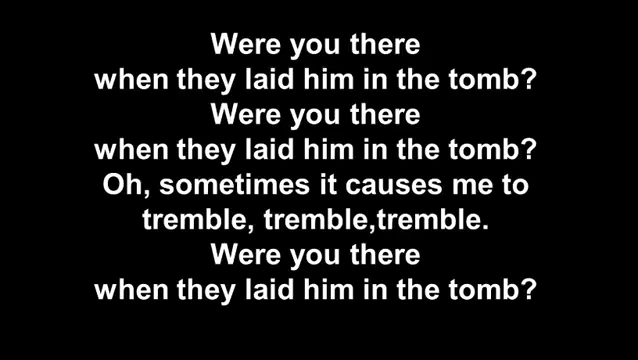 Were you there
when they laid him in the tomb?
Were you there
when they laid him in the tomb?
Oh, sometimes it causes me to
tremble, tremble,tremble.
Were you there
when they laid him in the tomb?